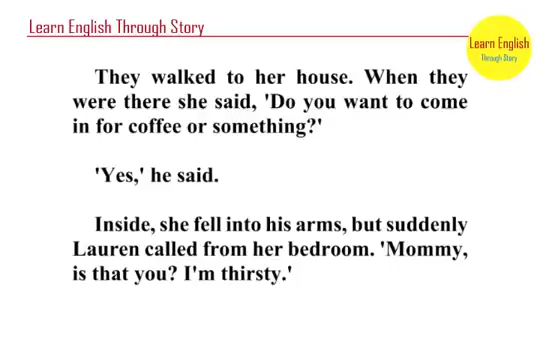 Learn English Through Story
Learn English
Through Story
They walked to her house. When they
were there she said, 'Do you want to come
in for coffee or something?'
'Yes,' he said.
Inside, she fell into his arms, but suddenly
Lauren called from her bedroom. 'Mommy,
is that you? I'm thirsty.'